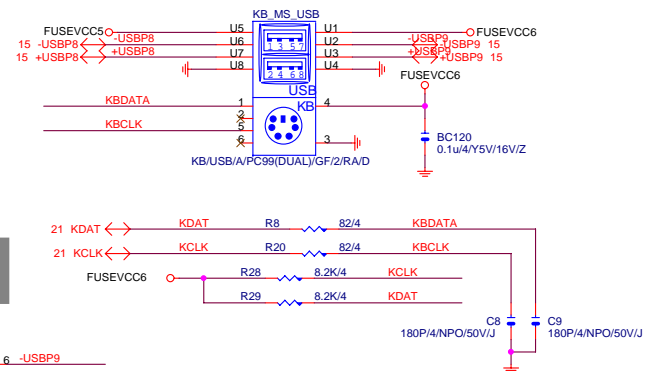 KB_MS_USB
FUSEVCC5 U5 U1 FUSEVCC6
15 -USBP8 -USBP8 U6 1 3 5 7 U2 -USBP9 -USBP9 15
15 +USBP8 +USBP8 U7 U3 +USBP9 +USBP9 15
U8 2 4 6 8 U4
USB
FUSEVCC6
KBDATA 1 KB 4
2
KBCLK 5
6 3
BC120
0.1u/4/Y5V/16V/Z
KB/USB/A/PC99(DUAL)/GF/2/RA/D
21 KDAT KDAT R8 82/4 KBDATA
21 KCLK KCLK R20 82/4 KBCLK
FUSEVCC6 R28 8.2K/4 KCLK
R29 8.2K/4 KDAT
C8 C9
180P/4/NPO/50V/J 180P/4/NPO/50V/J
6 -USBP9